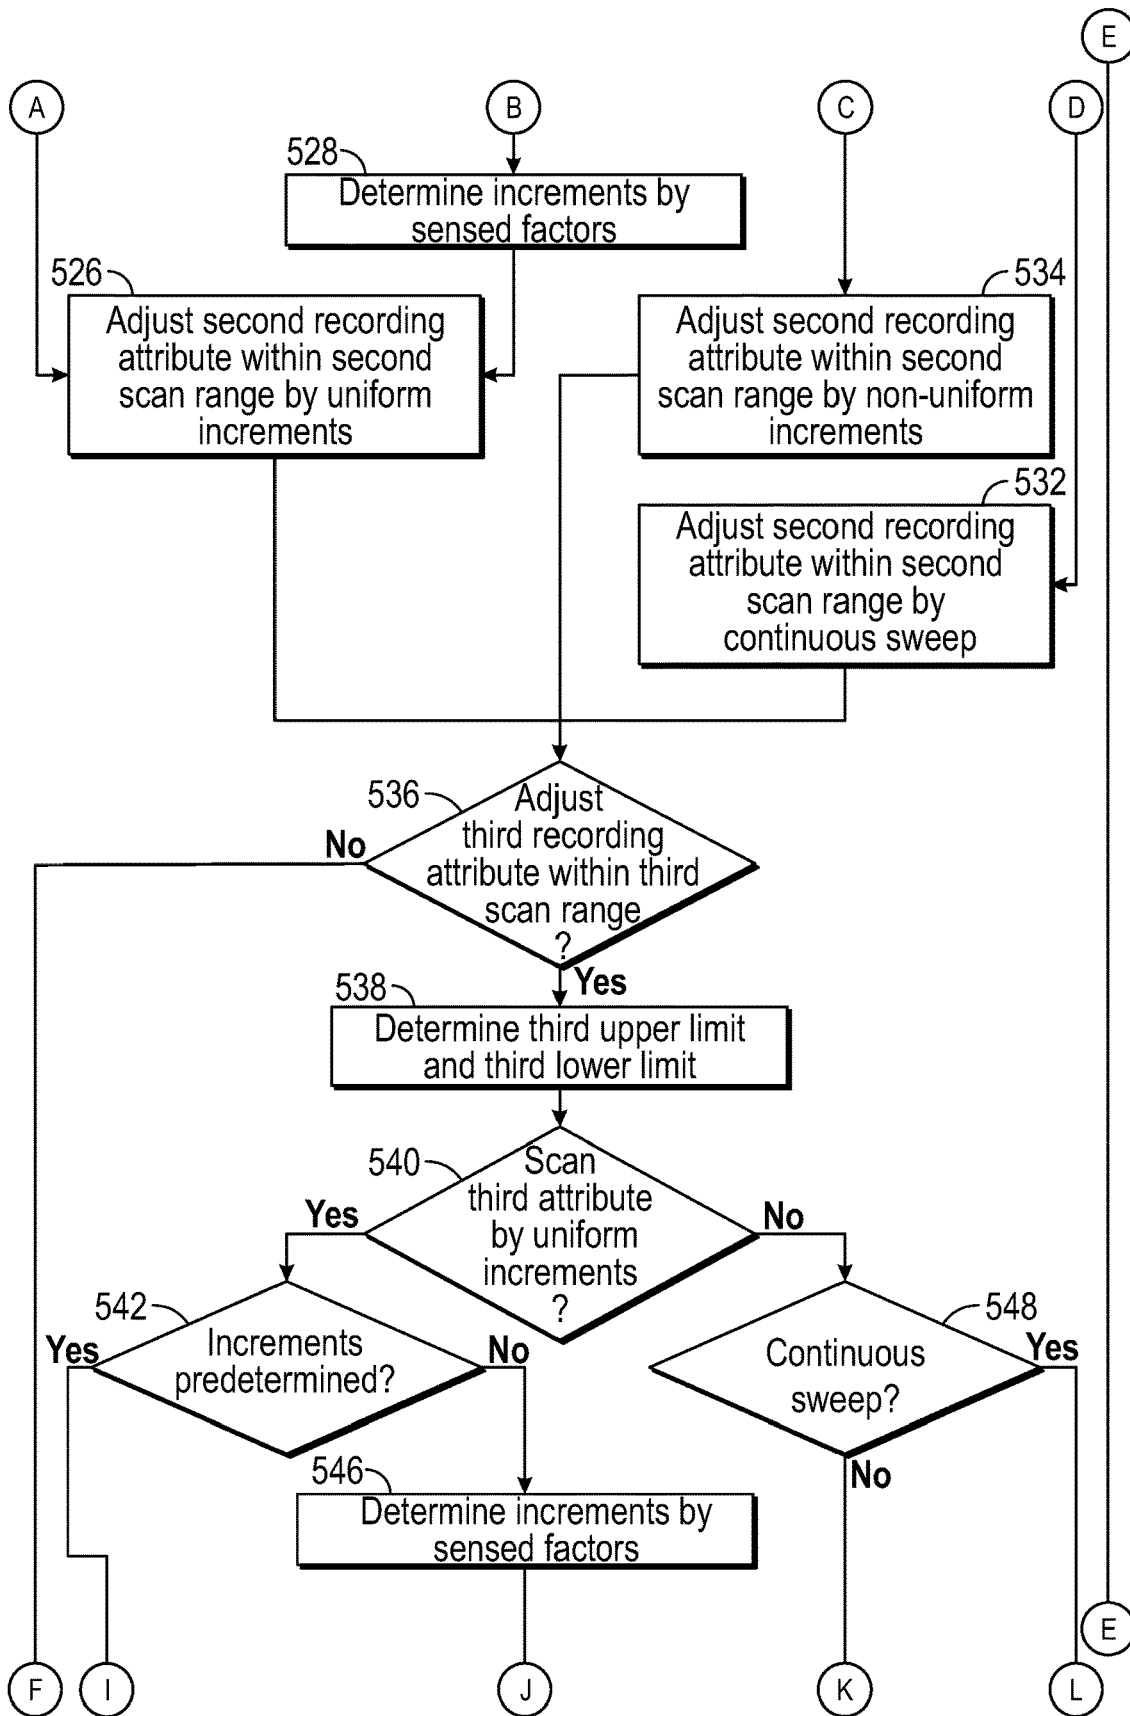 E
A
B
C
D
528
Determine increments by
sensed factors
526
Adjust second recording
attribute within second
scan range by uniform
increments
534
Adjust second recording
attribute within second
scan range by non-uniform
increments
532
Adjust second recording
attribute within second
scan range by
continuous sweep
536
Adjust
third recording
attribute within third
scan range
?
No
Yes
538
Determine third upper limit
and third lower limit
540
Scan
third attribute
by uniform
increments
?
Yes
No
542
Increments
predetermined?
Yes
No
548
Continuous
sweep?
Yes
No
546
Determine increments by
sensed factors
E
F
I
J
K
L